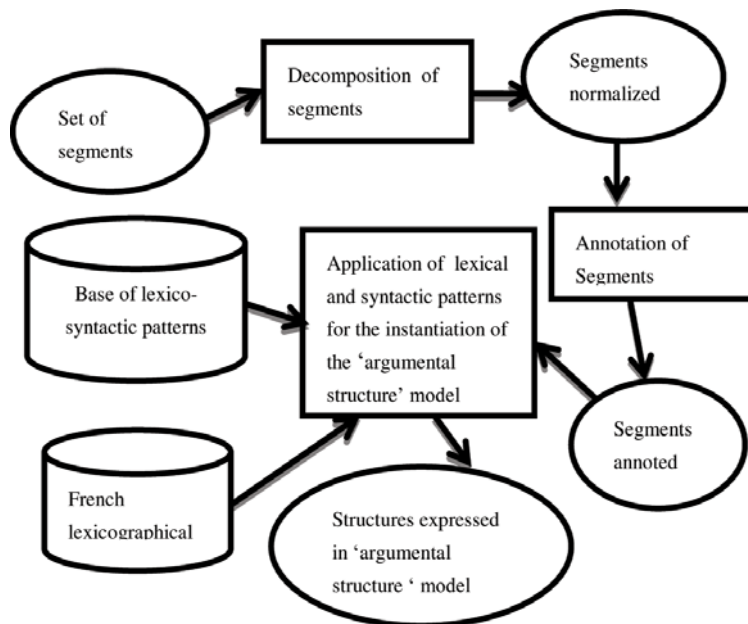 Set of
segments
Decomposition of
segments
Segments
normalized
Annotation of
Segments
Segments
annoted
Base of lexico-
syntactic patterns
French
lexicographical
Application of lexical
and syntactic patterns
for the instantiation of
the ‘argumental
structure’ model
Structures expressed
in ‘argumental
structure ‘ model